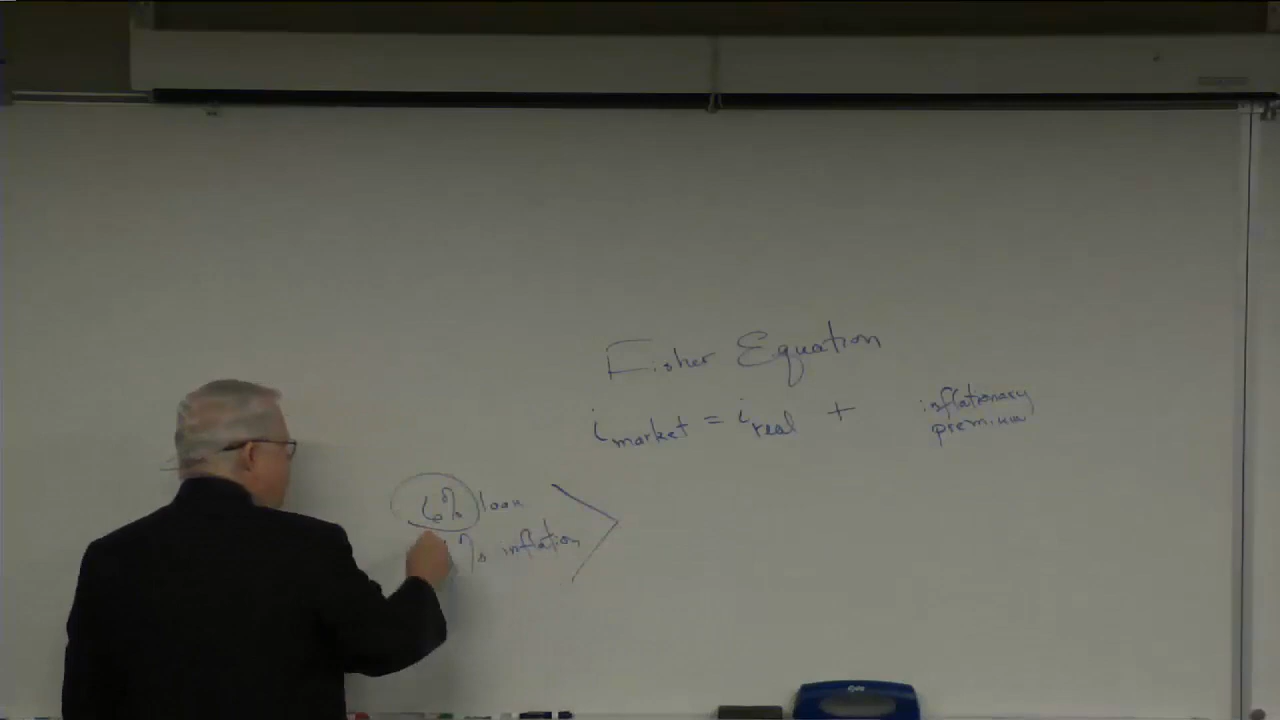 Fisher Equation
i market = i real + inflationary premium
6% loan
% inflation